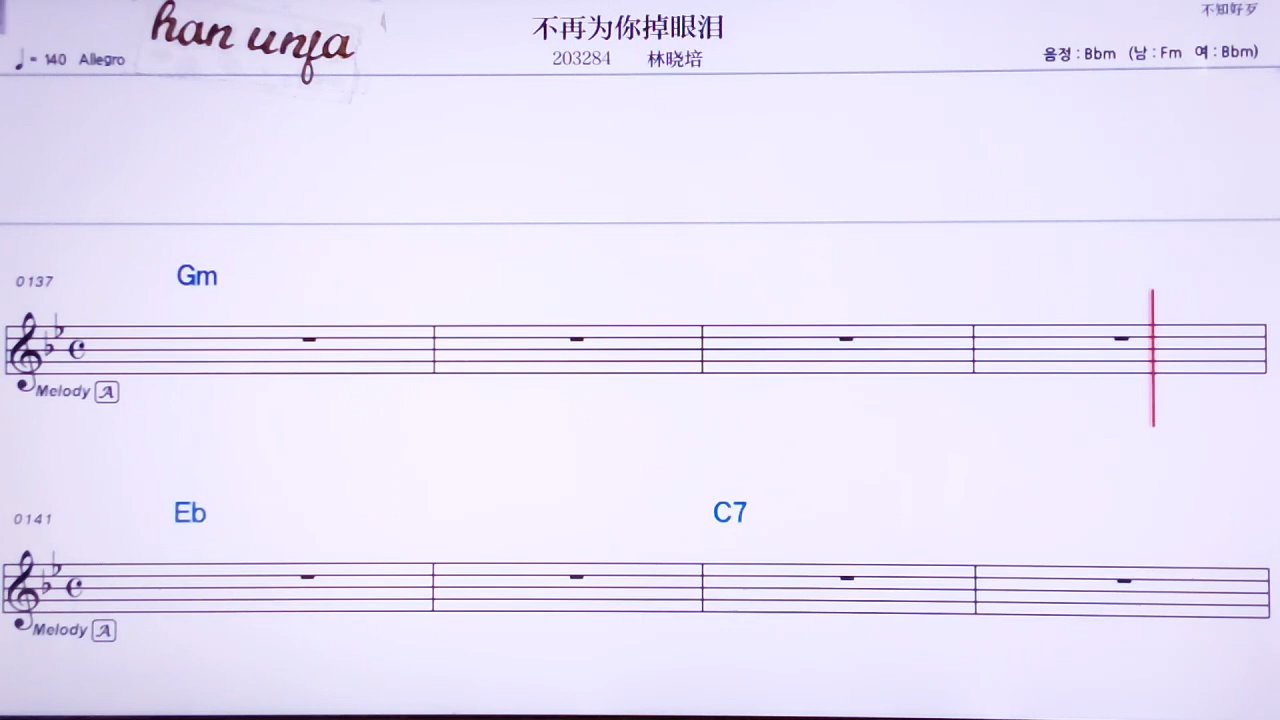 han unfa
不再为你掉眼泪
不知好歹
♩= 140 Allegro
203284 林晓培
음정 : Bbm (남 : Fm 여 : Bbm)
0137 Gm
Melody A
0141 Eb C7
Melody A